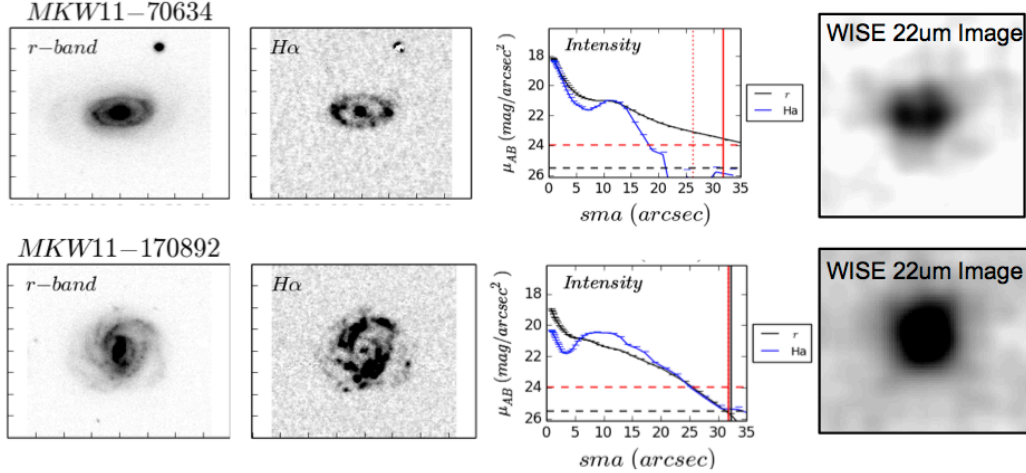 MKW11−70634
r−band
Hα
Intensity
WISE 22um Image
18
20
22
24
26
μAB (mag/arcsec²)
r
Ha
0 5 10 15 20 25 30 35
sma (arcsec)
MKW11−170892
r−band
Hα
Intensity
WISE 22um Image
18
20
22
24
26
μAB (mag/arcsec²)
r
Ha
0 5 10 15 20 25 30 35
sma (arcsec)